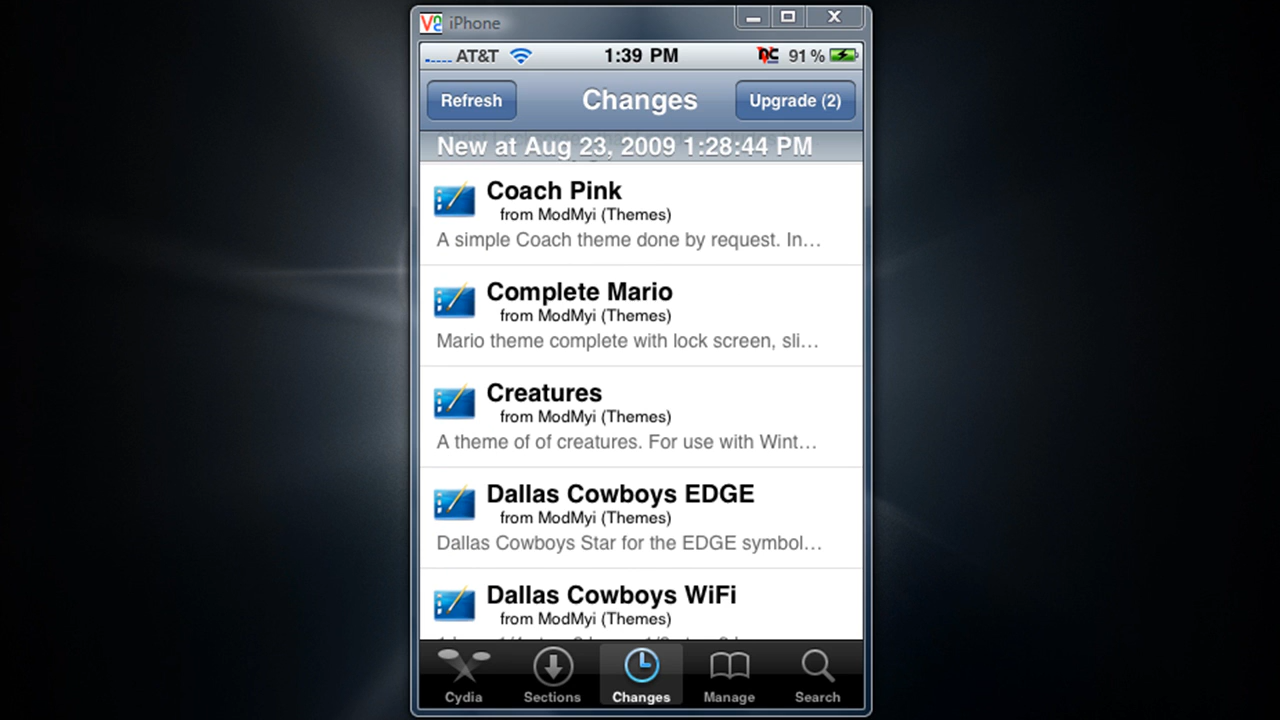 VNC iPhone
AT&T 1:39 PM 91%
Refresh Changes Upgrade (2)
New at Aug 23, 2009 1:28:44 PM
Coach Pink
from ModMyi (Themes)
A simple Coach theme done by request. In...
Complete Mario
from ModMyi (Themes)
Mario theme complete with lock screen, sli...
Creatures
from ModMyi (Themes)
A theme of of creatures. For use with Wint...
Dallas Cowboys EDGE
from ModMyi (Themes)
Dallas Cowboys Star for the EDGE symbol...
Dallas Cowboys WiFi
from ModMyi (Themes)
Cydia Sections Changes Manage Search